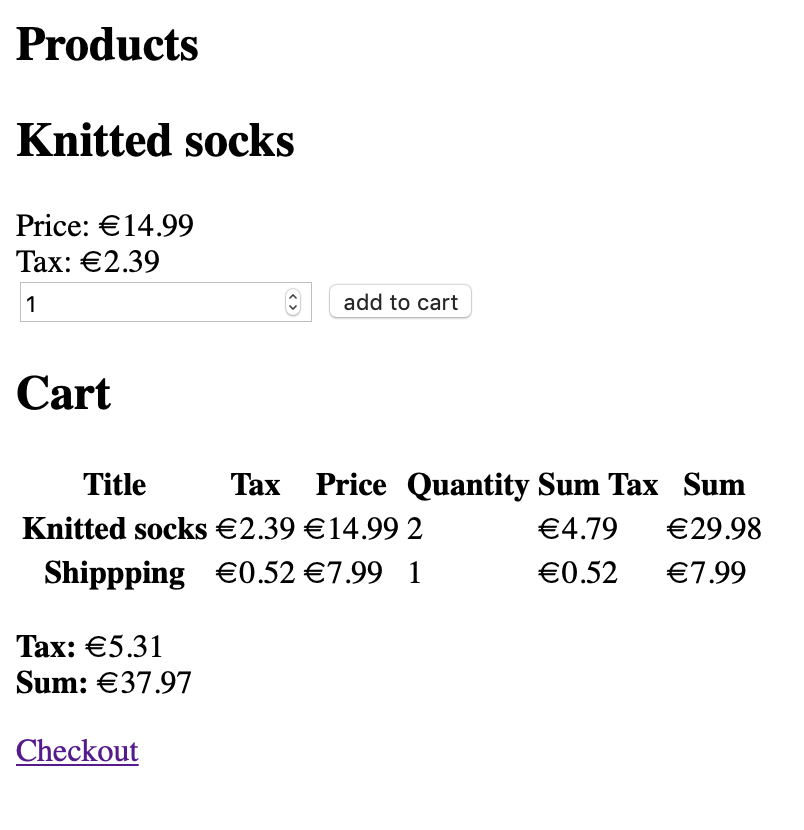 Products
Knitted socks
Price: €14.99
Tax: €2.39
1 add to cart
Cart
Title Tax Price Quantity Sum Tax Sum
Knitted socks €2.39 €14.99 2 €4.79 €29.98
Shippping €0.52 €7.99 1 €0.52 €7.99
Tax: €5.31
Sum: €37.97
Checkout